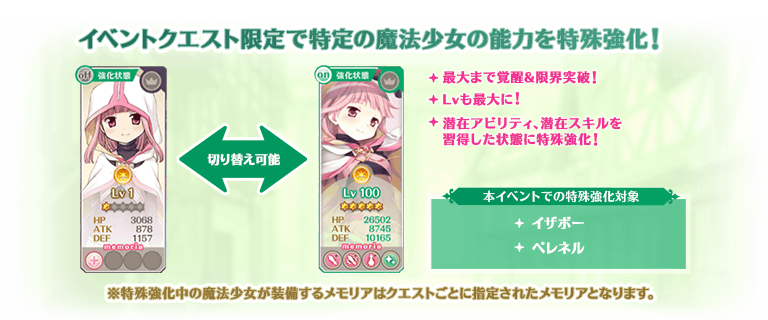 イベントクエスト限定で特定の魔法少女の能力を特殊強化!
off 強化状態
Lv 1
HP 3068
ATK 878
DEF 1157
memoria
切り替え可能
on 強化状態
Lv 100
HP 26502
ATK 8745
DEF 10165
memoria
最大まで覚醒&限界突破!
Lvも最大に!
潜在アビリティ、潜在スキルを
習得した状態に特殊強化!
本イベントでの特殊強化対象
イザボー
ペレネル
※特殊強化中の魔法少女が装備するメモリアはクエストごとに指定されたメモリアとなります。